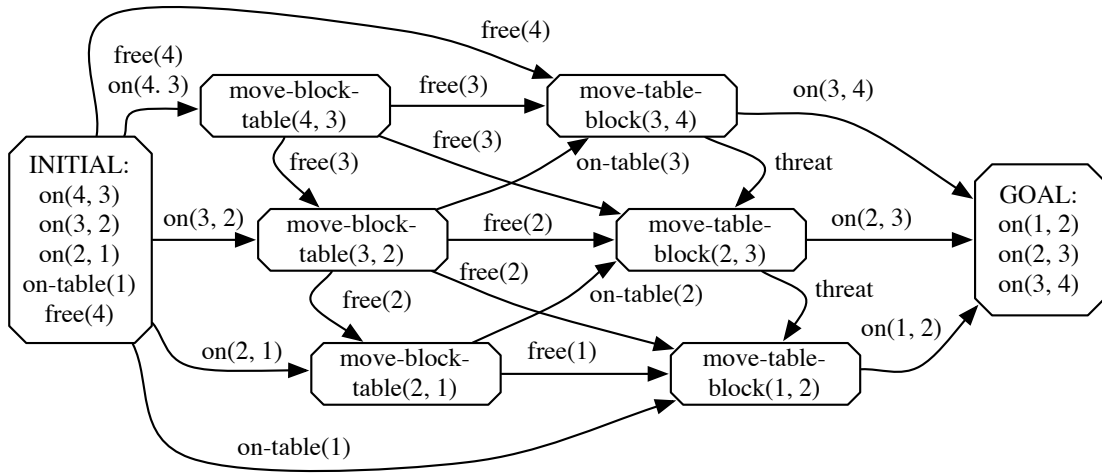 free(4)
free(4)
on(4. 3)
move-block-
table(4, 3)
free(3)
move-table-
block(3, 4)
on(3, 4)
INITIAL:
on(4, 3)
on(3, 2)
on(2, 1)
on-table(1)
free(4)
free(3)
free(3)
on-table(3)
threat
GOAL:
on(1, 2)
on(2, 3)
on(3, 4)
on(3, 2)
move-block-
table(3, 2)
free(2)
move-table-
block(2, 3)
on(2, 3)
free(2)
free(2)
on-table(2)
threat
on(2, 1)
move-block-
table(2, 1)
free(1)
move-table-
block(1, 2)
on(1, 2)
on-table(1)